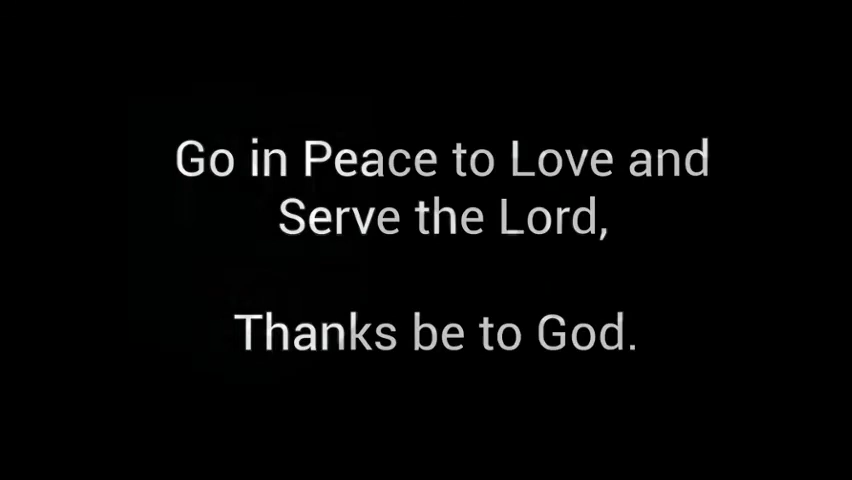 Go in Peace to Love and
Serve the Lord,
Thanks be to God.